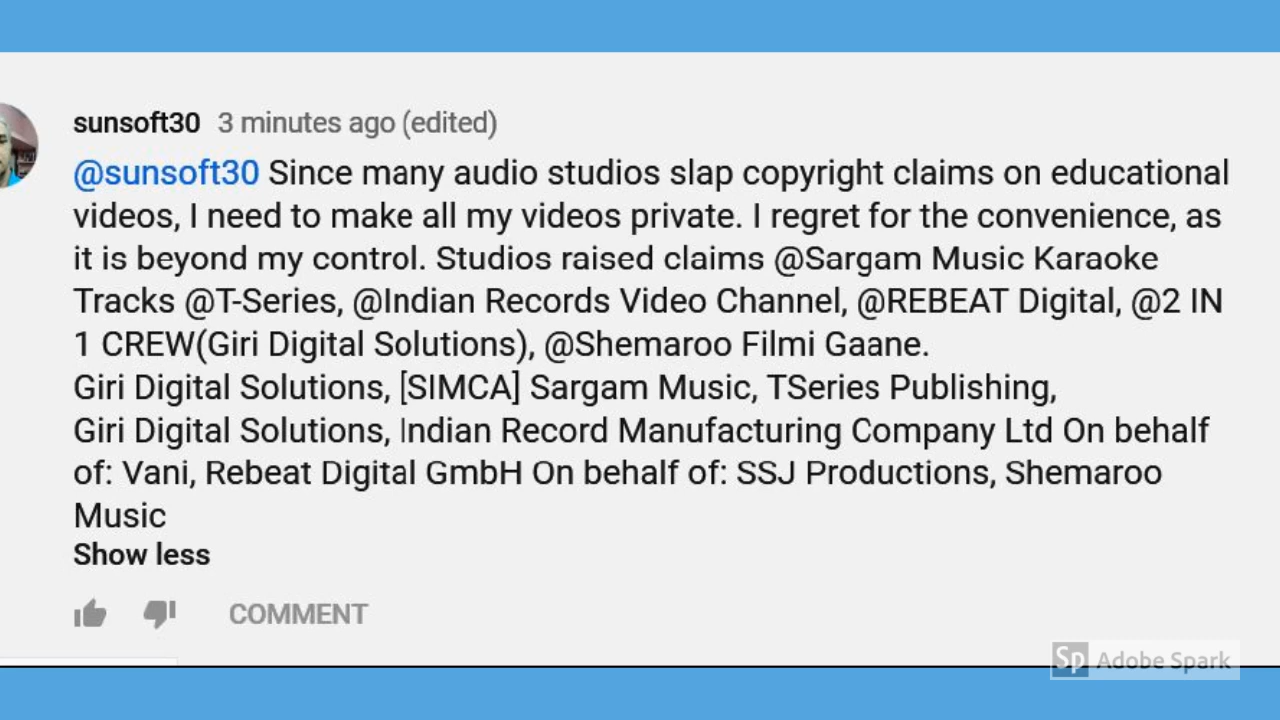 sunsoft30 3 minutes ago (edited)
@sunsoft30 Since many audio studios slap copyright claims on educational
videos, I need to make all my videos private. I regret for the convenience, as
it is beyond my control. Studios raised claims @Sargam Music Karaoke
Tracks @T-Series, @Indian Records Video Channel, @REBEAT Digital, @2 IN
1 CREW(Giri Digital Solutions), @Shemaroo Filmi Gaane.
Giri Digital Solutions, [SIMCA] Sargam Music, TSeries Publishing,
Giri Digital Solutions, Indian Record Manufacturing Company Ltd On behalf
of: Vani, Rebeat Digital GmbH On behalf of: SSJ Productions, Shemaroo
Music
Show less
COMMENT
Sp Adobe Spark